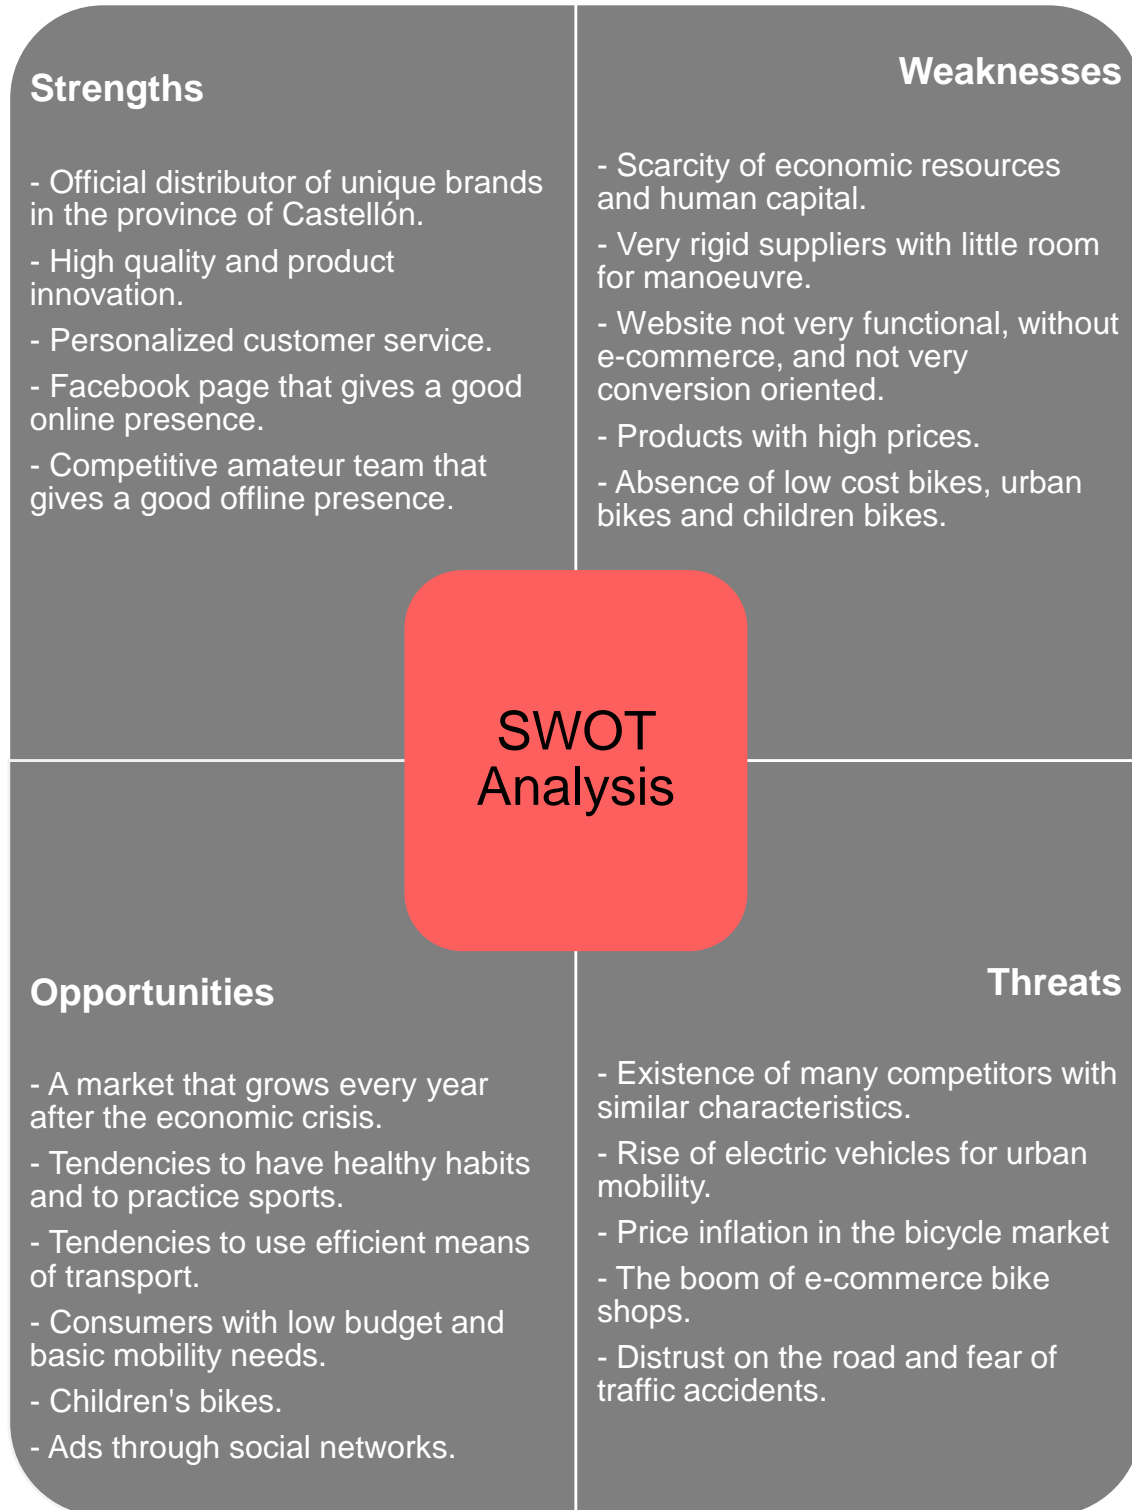 Strengths
- Official distributor of unique brands
in the province of Castellón.
- High quality and product
innovation.
- Personalized customer service.
- Facebook page that gives a good
online presence.
- Competitive amateur team that
gives a good offline presence.
Weaknesses
- Scarcity of economic resources
and human capital.
- Very rigid suppliers with little room
for manoeuvre.
- Website not very functional, without
e-commerce, and not very
conversion oriented.
- Products with high prices.
- Absence of low cost bikes, urban
bikes and children bikes.
SWOT
Analysis
Opportunities
- A market that grows every year
after the economic crisis.
- Tendencies to have healthy habits
and to practice sports.
- Tendencies to use efficient means
of transport.
- Consumers with low budget and
basic mobility needs.
- Children's bikes.
- Ads through social networks.
Threats
- Existence of many competitors with
similar characteristics.
- Rise of electric vehicles for urban
mobility.
- Price inflation in the bicycle market
- The boom of e-commerce bike
shops.
- Distrust on the road and fear of
traffic accidents.